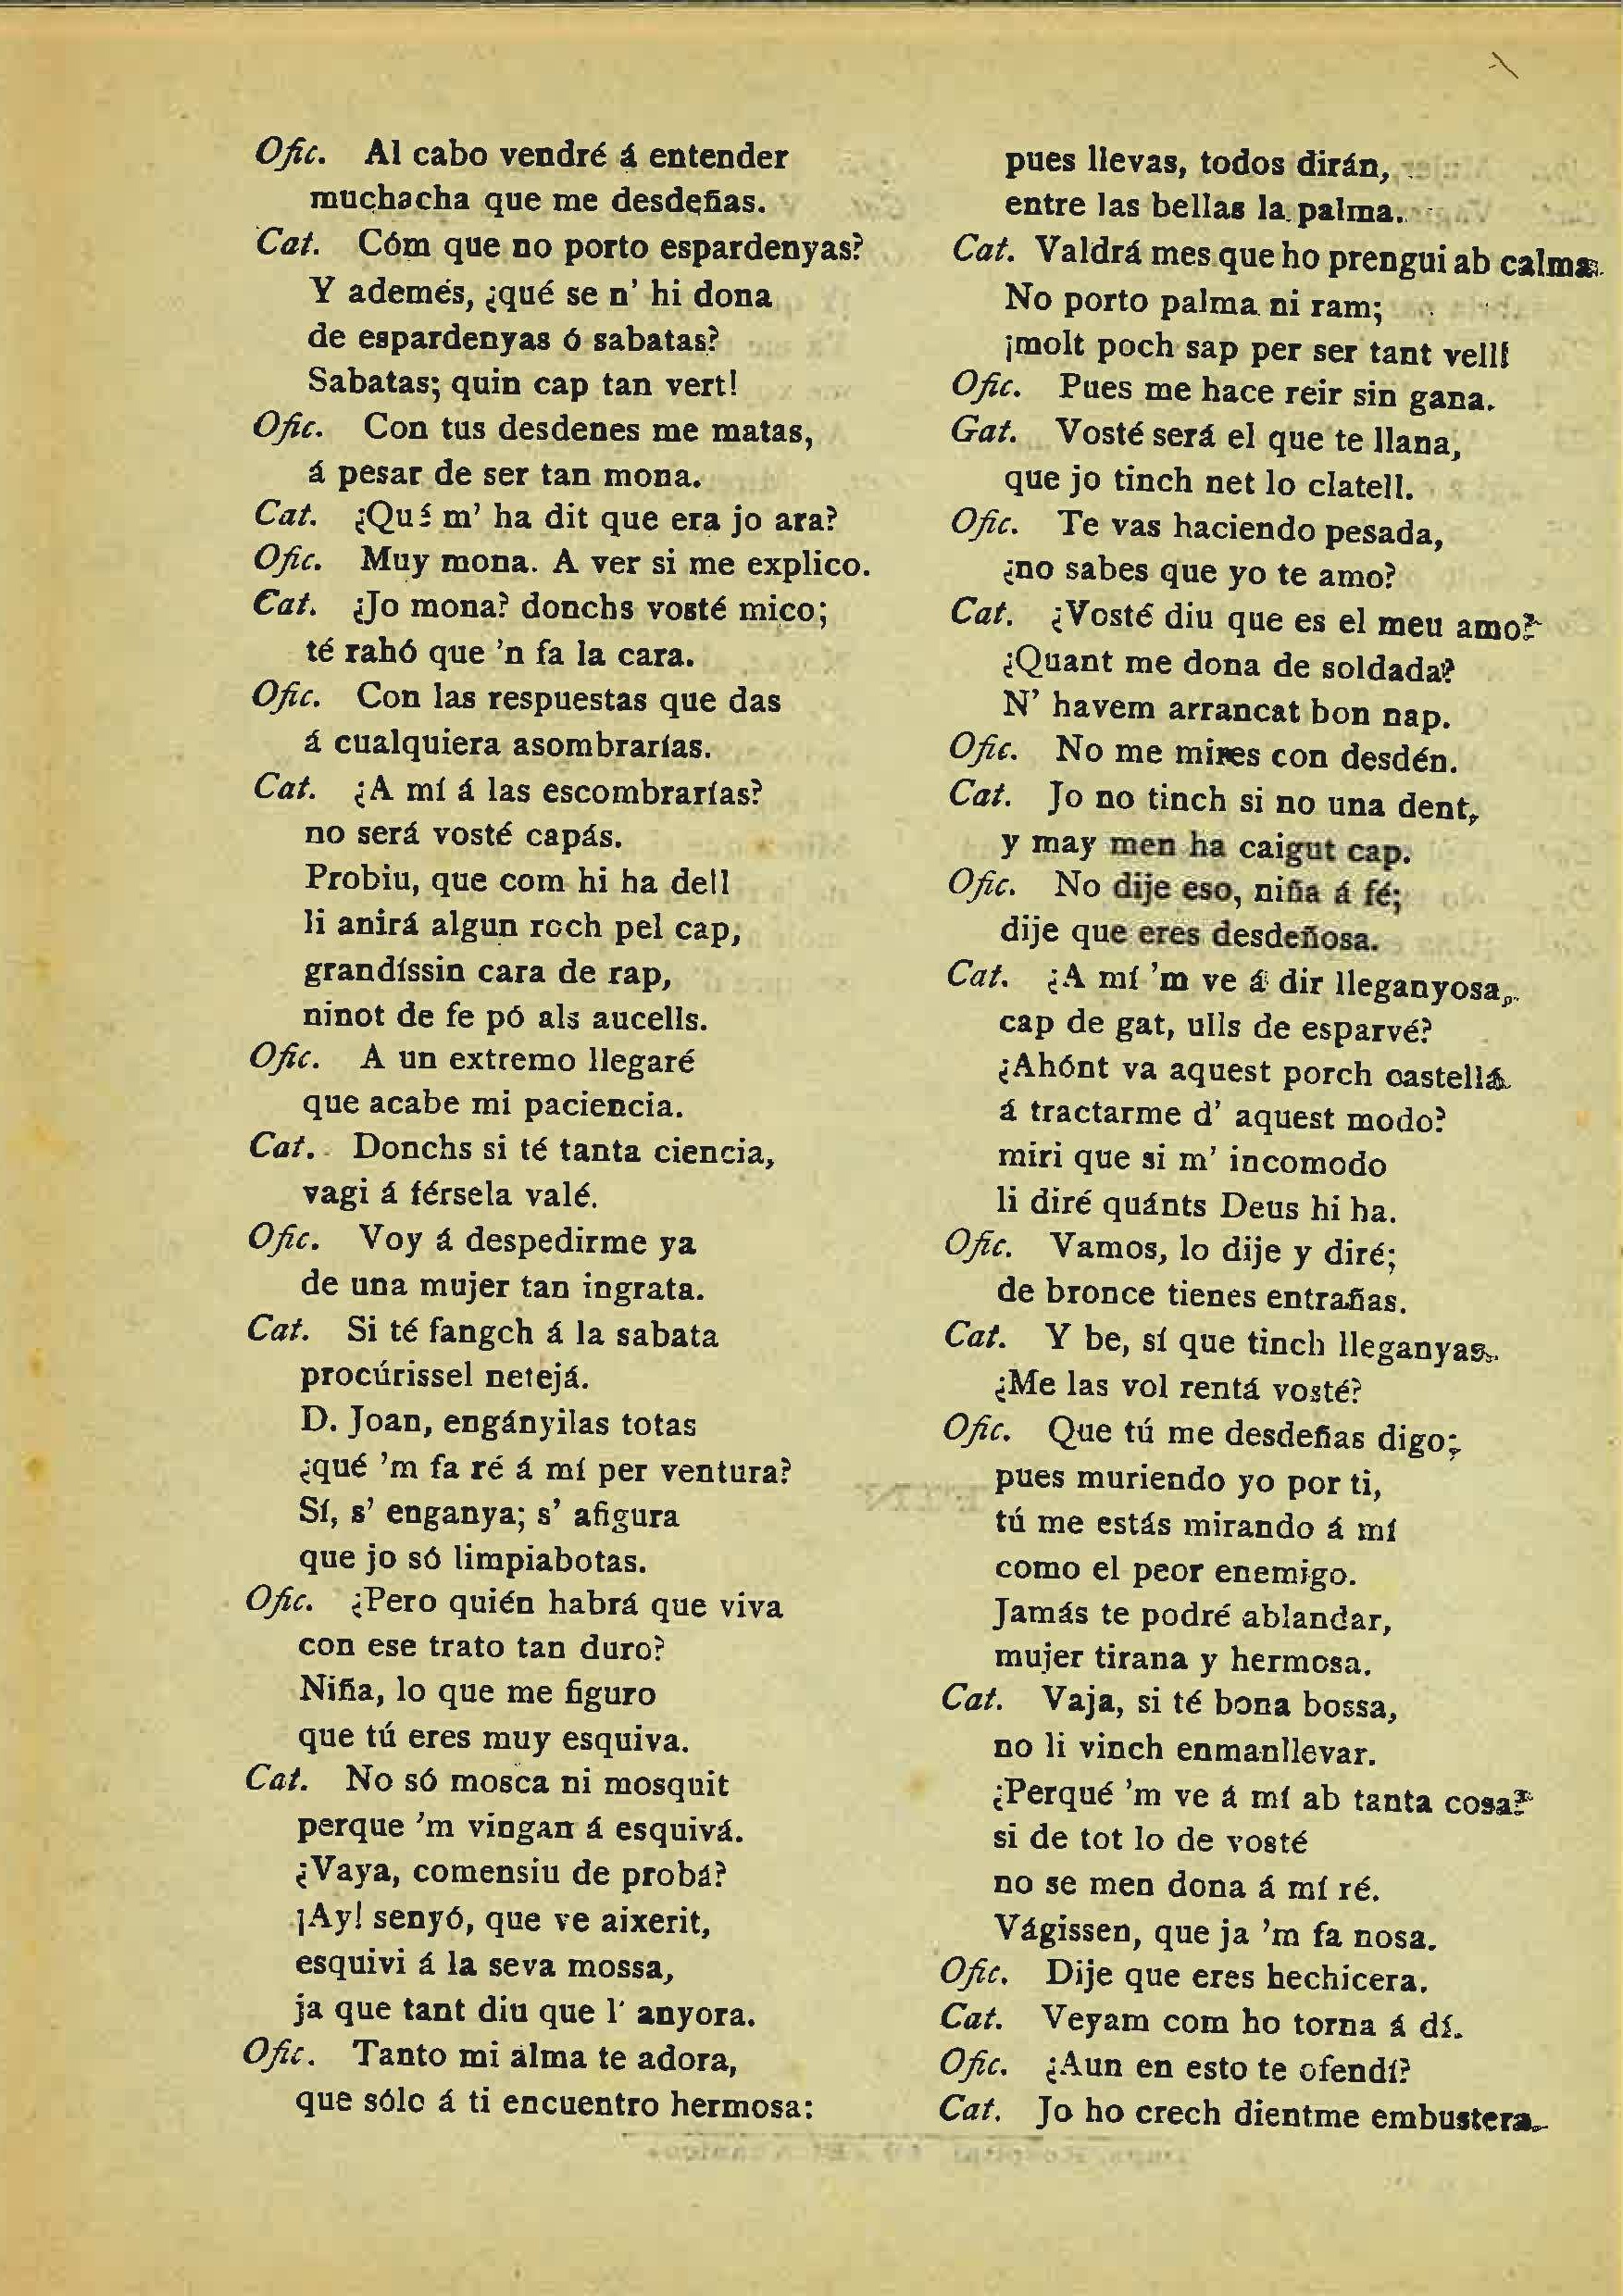 Ofic. Al cabo vendré á entender
muchacha que me desdeñas.
Cat. Cóm que no porto espardenyas?
Y ademés, ¿qué se n' hi dona
de espardenyas ó sabatas?
Sabatas; quin cap tan vert!
Ofic. Con tus desdenes me matas,
á pesar de ser tan mona.
Cat. ¿Qué m' ha dit que era jo ara?
Ofic. Muy mona. A ver si me explico.
Cat. ¿Jo mona? donchs vosté mico;
té rahó que 'n fa la cara.
Ofic. Con las respuestas que das
á cualquiera asombrarías.
Cat. ¿A mí á las escombrarías?
no será vosté capás.
Probiu, que com hi ha dell
li anirá algun roch pel cap,
grandíssin cara de rap,
ninot de fe pó als aucells.
Ofic. A un extremo llegaré
que acabe mi paciencia.
Cat. Donchs si té tanta ciencia,
vagi á férsela valé.
Ofic. Voy á despedirme ya
de una mujer tan ingrata.
Cat. Si té fangch á la sabata
procúrissel netejá.
D. Joan, engányilas totas
¿qué 'm fa ré á mí per ventura?
Sí, s' enganya; s' afigura
que jo só limpiabotas.
Ofic. ¿Pero quién habrá que viva
con ese trato tan duro?
Niña, lo que me figuro
que tú eres muy esquiva.
Cat. No só mosca ni mosquit
perque 'm vingan á esquivá.
¿Vaya, comensiu de probá?
¡Ay! senyó, que ve aixerit,
esquivi á la seva mossa,
ja que tant diu que l' anyora.
Ofic. Tanto mi alma te adora,
que sólo á ti encuentro hermosa:
pues llevas, todos dirán,
entre las bellas la palma.
Cat. Valdrá mes que ho prengui ab calma.
No porto palma ni ram;
¡molt poch sap per ser tant vell!
Ofic. Pues me hace reir sin gana.
Gat. Vosté será el que te llana,
que jo tinch net lo clatell.
Ofic. Te vas haciendo pesada,
¿no sabes que yo te amo?
Cat. ¿Vosté diu que es el meu amo?
¿Quant me dona de soldada?
N' havem arrancat bon nap.
Ofic. No me mires con desdén.
Cat. Jo no tinch si no una dent,
y may men ha caigut cap.
Ofic. No dije eso, niña á fé;
dije que eres desdeñosa.
Cat. ¿A mí 'm ve á dir lleganyosa,
cap de gat, ulls de esparvé?
¿Ahónt va aquest porch castellá
á tractarme d' aquest modo?
miri que si m' incomodo
li diré quánts Deus hi ha.
Ofic. Vamos, lo dije y diré;
de bronce tienes entrañas.
Cat. Y be, sí que tinch lleganyas.
¿Me las vol rentá vosté?
Ofic. Que tú me desdeñas digo;
pues muriendo yo por ti,
tú me estás mirando á mí
como el peor enemigo.
Jamás te podré ablandar,
mujer tirana y hermosa.
Cat. Vaja, si té bona bossa,
no li vinch enmanllevar.
¿Perqué 'm ve á mí ab tanta cosa?
si de tot lo de vosté
no se men dona á mí ré.
Vágissen, que ja 'm fa nosa.
Ofic. Dije que eres hechicera.
Cat. Veyam com ho torna á dí.
Ofic. ¿Aun en esto te ofendí?
Cat. Jo ho crech dientme embustera.